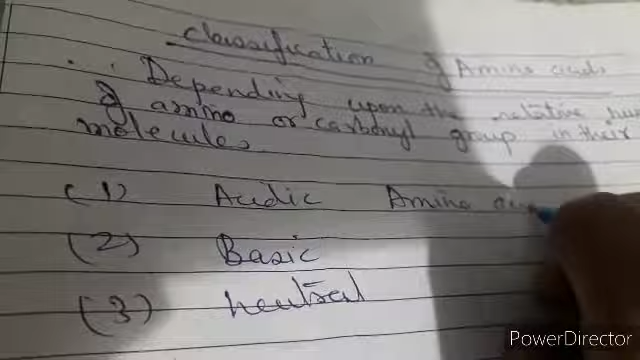 Classification of Amino acids
Depending upon the relative
of amino or carbonyl group in their
molecules
(1) Acidic Amino
(2) Basic
(3) neutral
PowerDirector